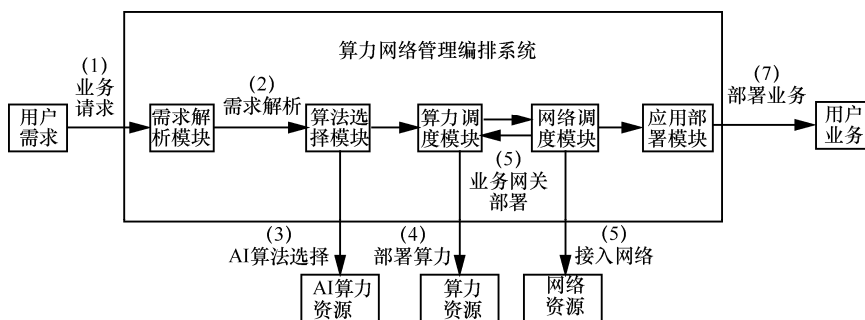 算力网络管理编排系统
(1)
业务
请求
(2)
需求解析
(7)
部署业务
用户
需求
需求解
析模块
算法选
择模块
算力调
度模块
网络调
度模块
应用部
署模块
用户
业务
(5)
业务网关
部署
(3)
AI算法选择
(4)
部署算力
(5)
接入网络
AI算力
资源
算力
资源
网络
资源